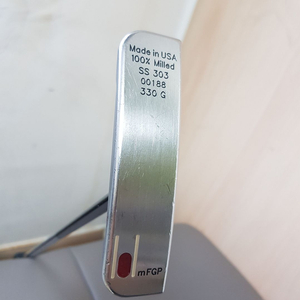 Made in USA
100% Milled
SS 303
00188
330 G
mFGP